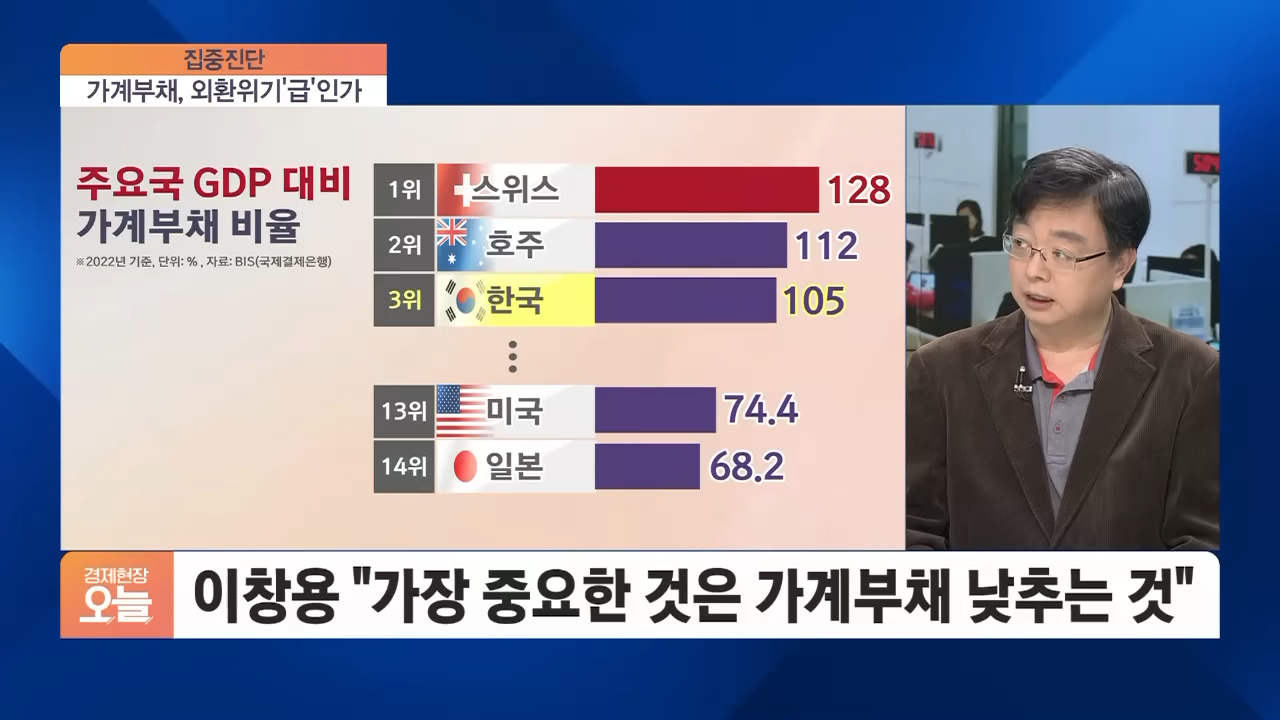 집중진단
가계부채, 외환위기'급'인가
주요국 GDP 대비
가계부채 비율
※2022년 기준, 단위: %, 자료: BIS(국제결제은행)
1위 스위스 128
2위 호주 112
3위 한국 105
13위 미국 74.4
14위 일본 68.2
경제현장
오늘
이창용 "가장 중요한 것은 가계부채 낮추는 것"